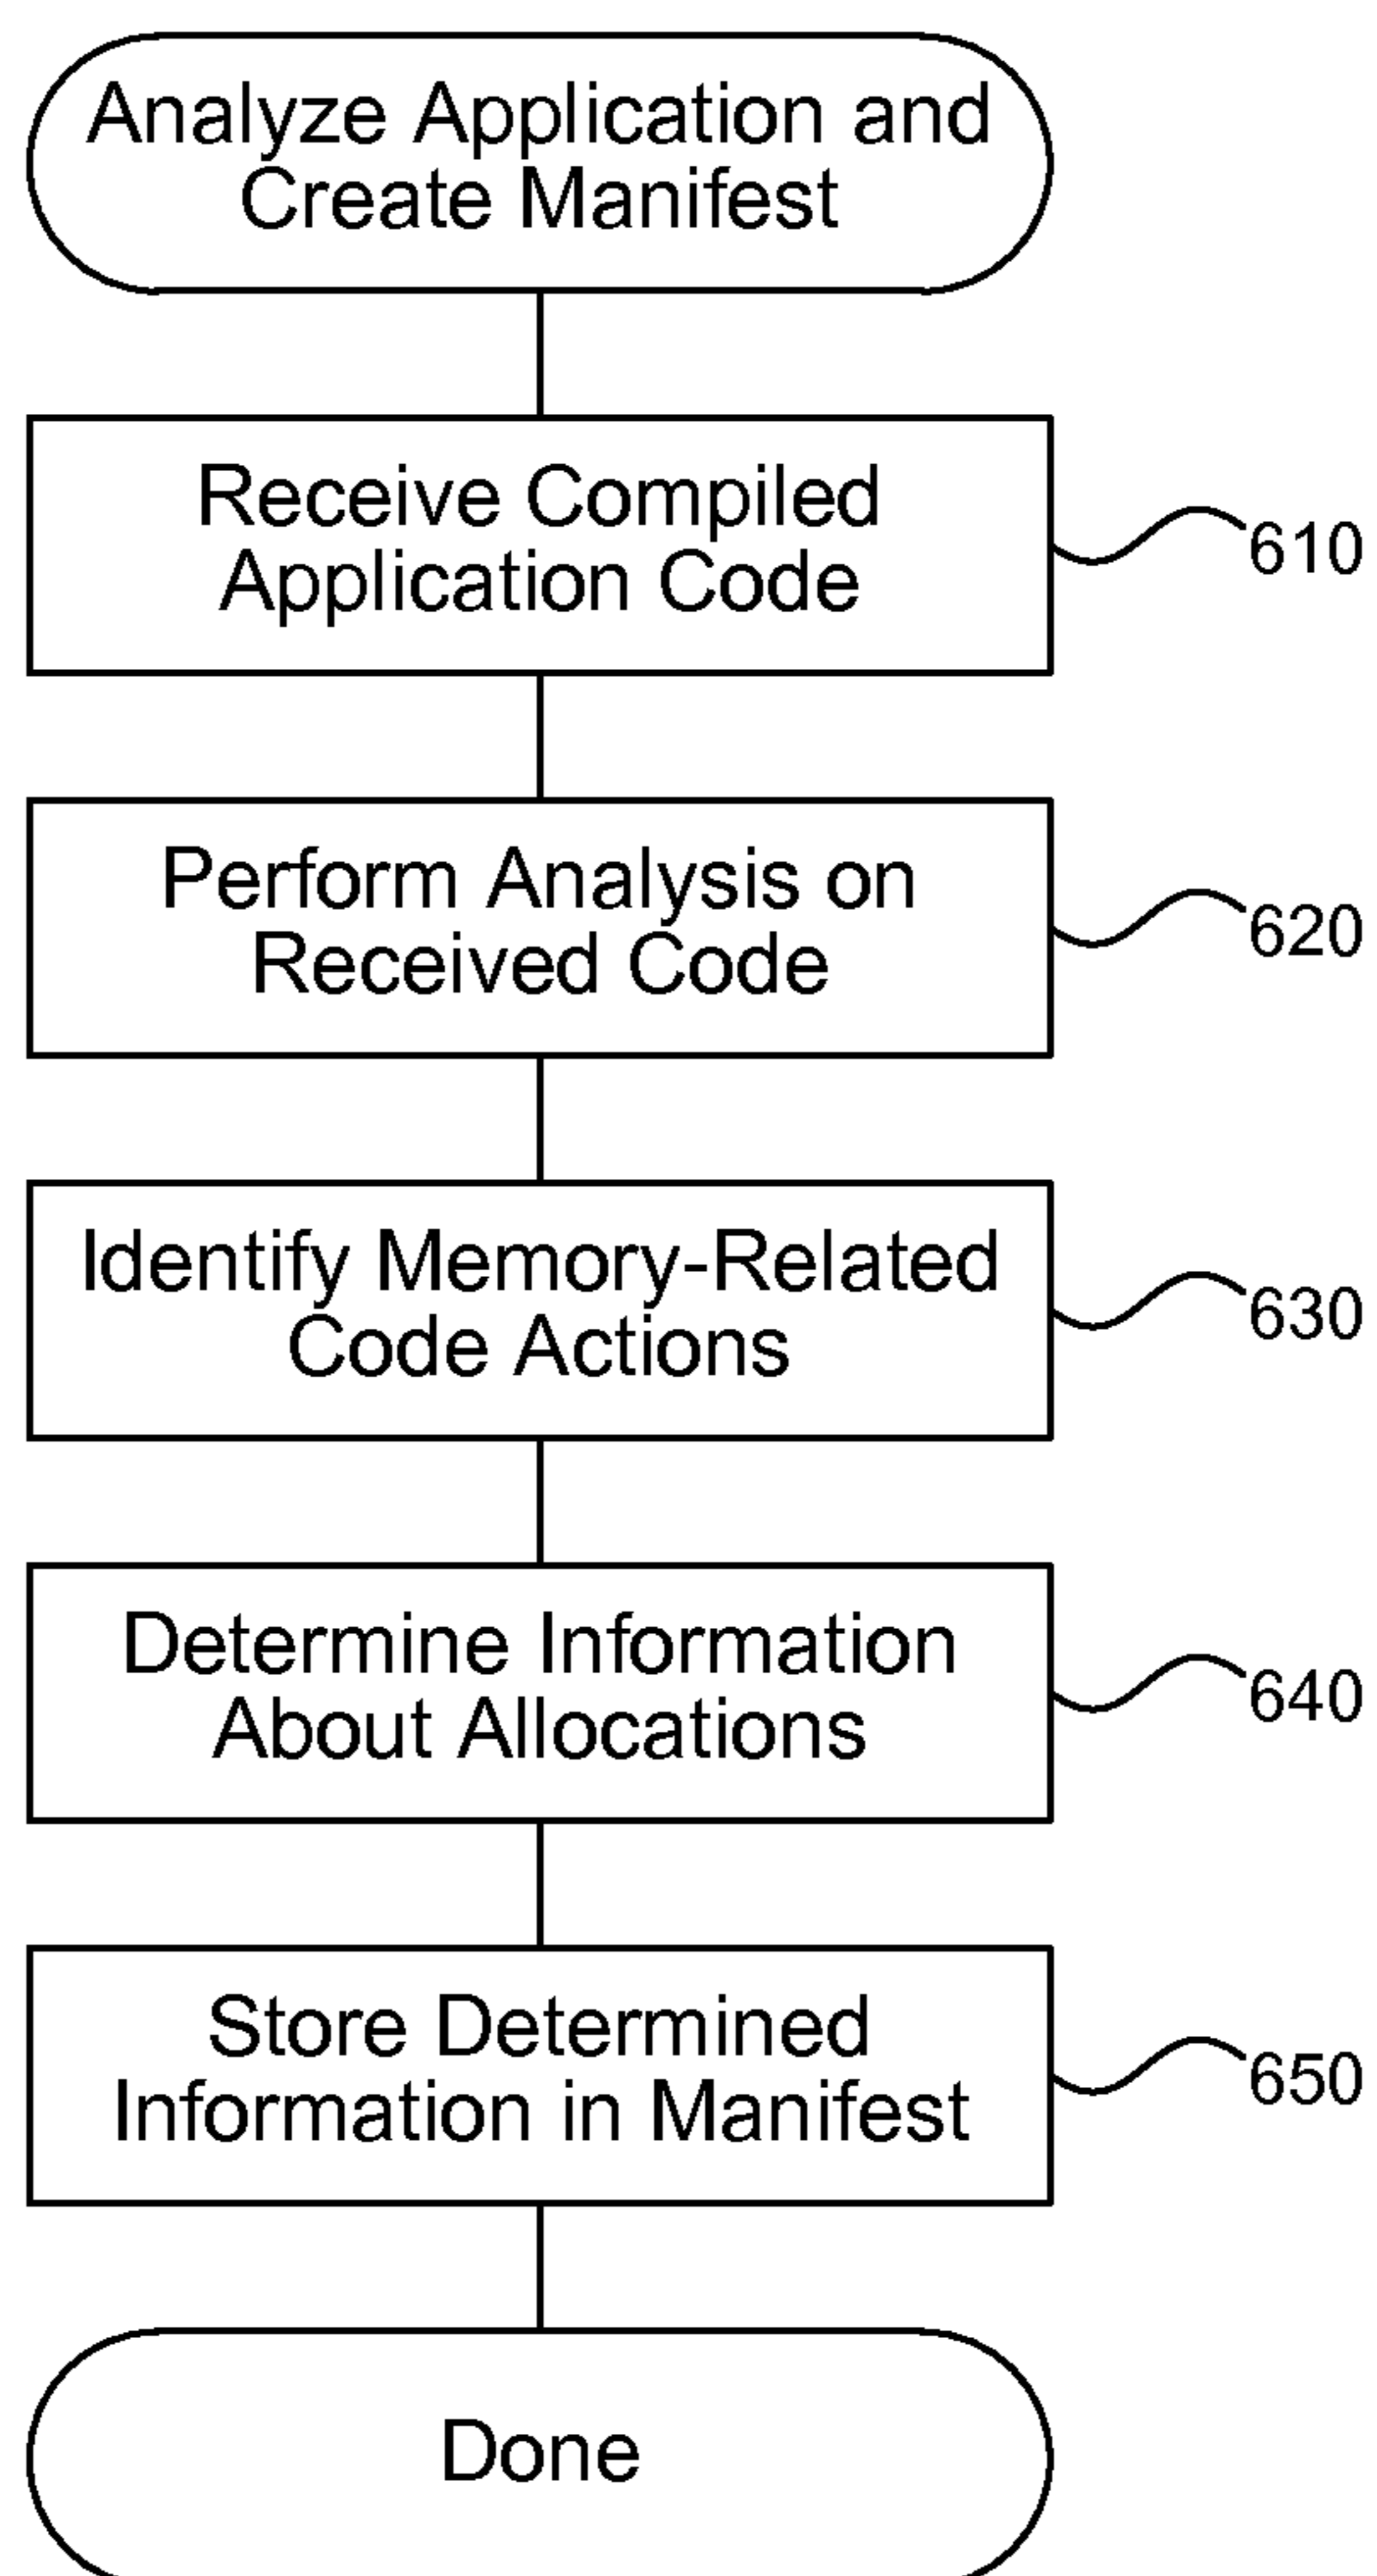 Analyze Application and
Create Manifest
Receive Compiled
Application Code
610
Perform Analysis on
Received Code
620
Identify Memory-Related
Code Actions
630
Determine Information
About Allocations
640
Store Determined
Information in Manifest
650
Done